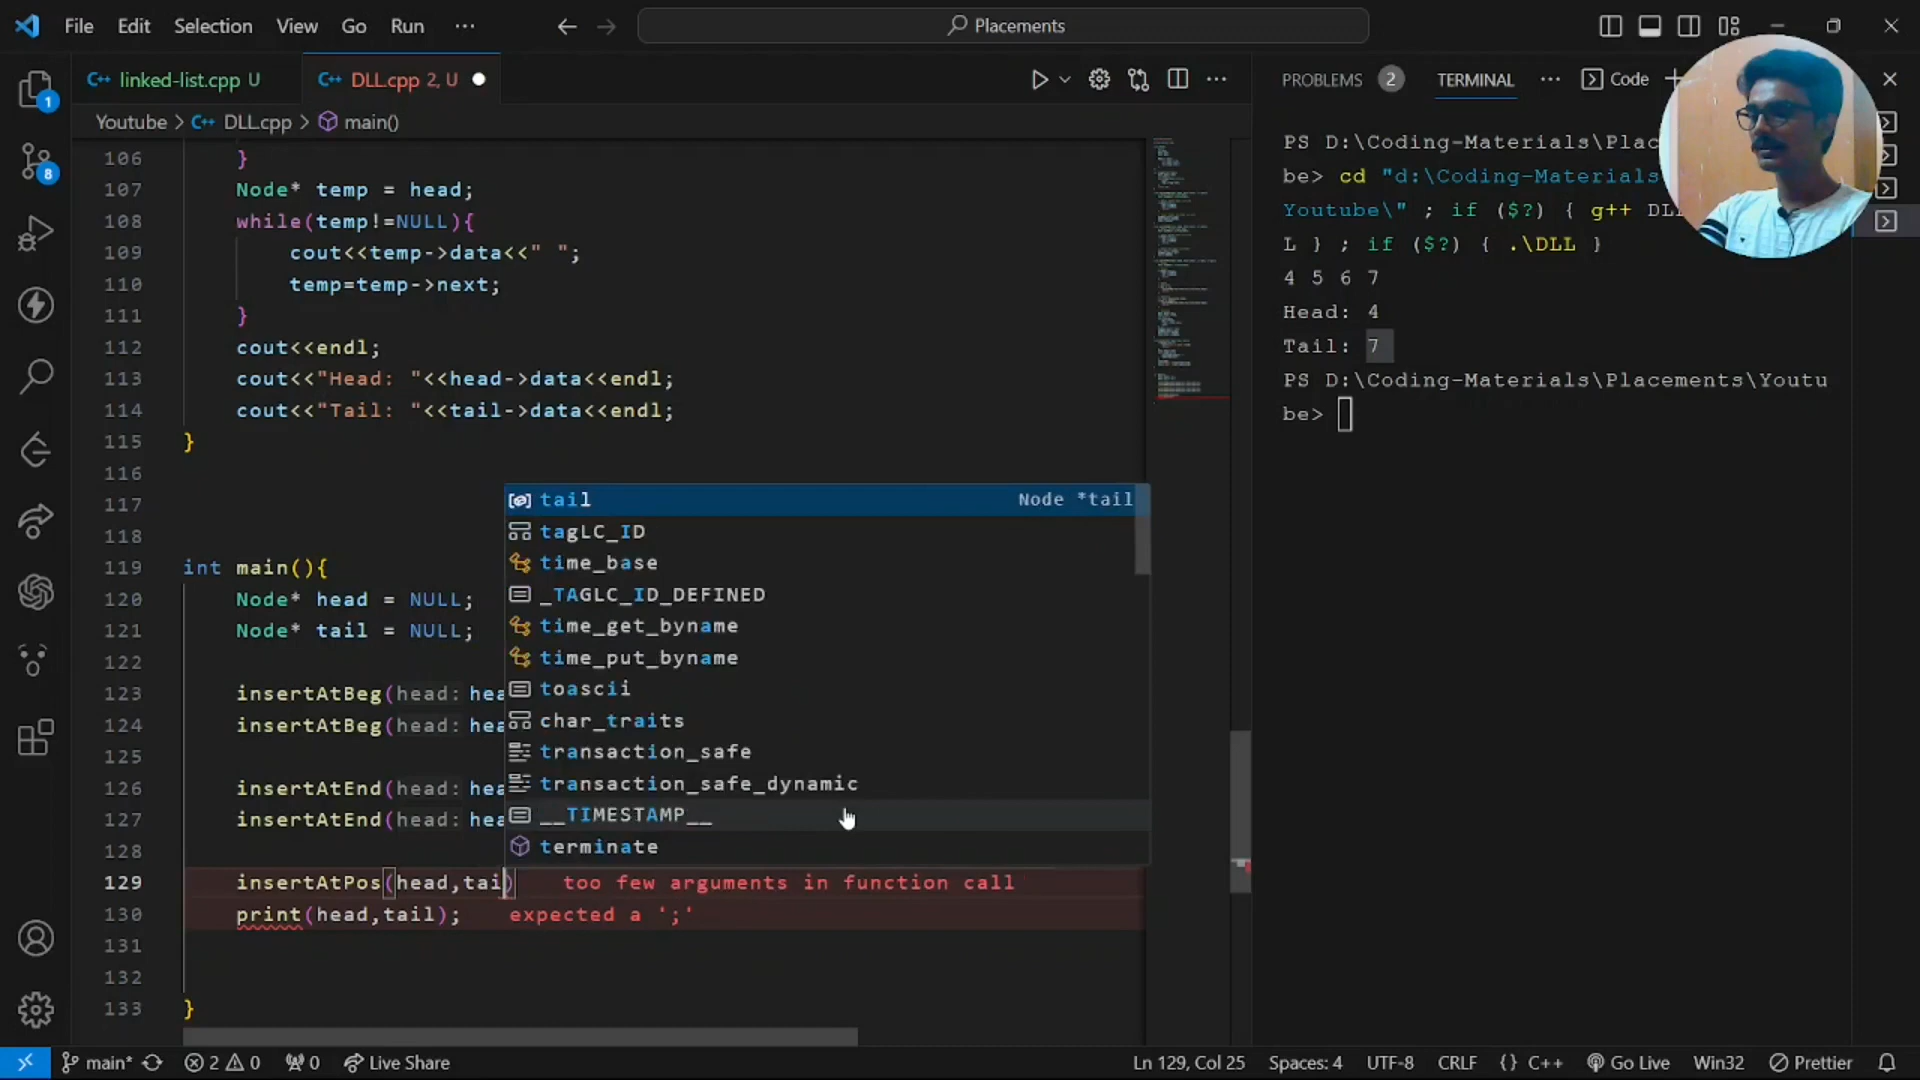 File Edit Selection View Go Run ··· Placements
linked-list.cpp U DLL.cpp 2, U
Youtube > DLL.cpp > main()
106 }
107 Node* temp = head;
108 while(temp!=NULL){
109 cout<<temp->data<<" ";
110 temp=temp->next;
111 }
112 cout<<endl;
113 cout<<"Head: "<<head->data<<endl;
114 cout<<"Tail: "<<tail->data<<endl;
115 }
116
117
118
119 int main(){
120 Node* head = NULL;
121 Node* tail = NULL;
122
123 insertAtBeg(head: hea
124 insertAtBeg(head: hea
125
126 insertAtEnd(head: hea
127 insertAtEnd(head: hea
128
129 insertAtPos(head,tai) too few arguments in function call
130 print(head,tail); expected a ';'
131
132
133 }
tail Node *tail
tagLC_ID
time_base
_TAGLC_ID_DEFINED
time_get_byname
time_put_byname
toascii
char_traits
transaction_safe
transaction_safe_dynamic
__TIMESTAMP__
terminate
PROBLEMS 2 TERMINAL ··· Code
PS D:\Coding-Materials\Plac
be> cd "d:\Coding-Materials
Youtube\" ; if ($?) { g++ DL
L } ; if ($?) { .\DLL }
4 5 6 7
Head: 4
Tail: 7
PS D:\Coding-Materials\Placements\Youtu
be>
1
8
main* 2 0 0 Live Share Ln 129, Col 25 Spaces: 4 UTF-8 CRLF {} C++ Go Live Win32 Prettier